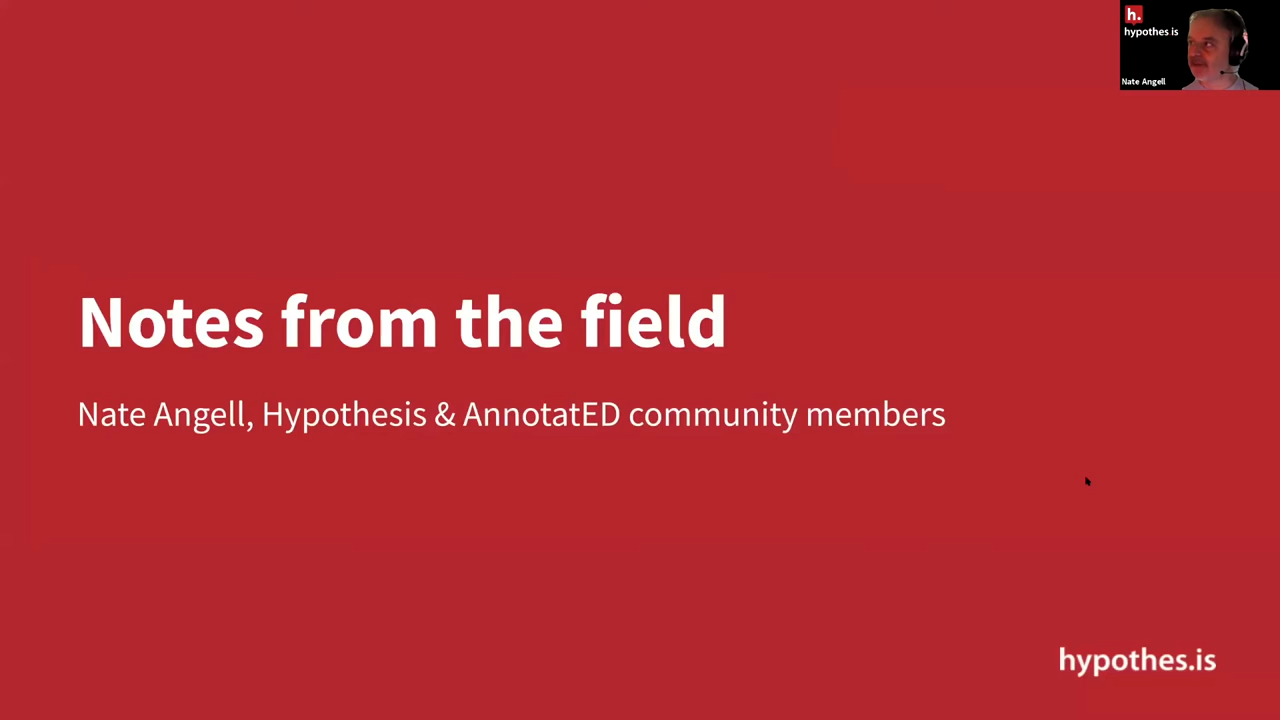 h.
hypothes is
Nate Angell
Notes from the field
Nate Angell, Hypothesis & AnnotatED community members
hypothes.is